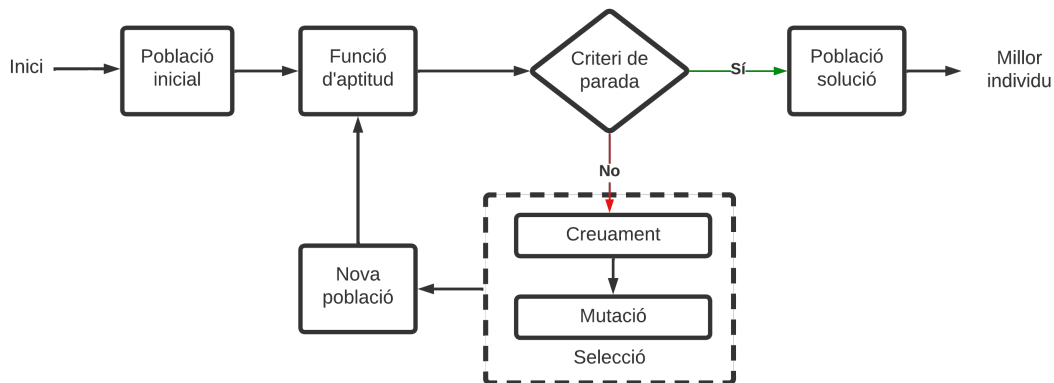 Inici
Població
inicial
Funció
d'aptitud
Criteri de
parada
Sí
Població
solució
Millor
individu
No
Creuament
Mutació
Selecció
Nova
població